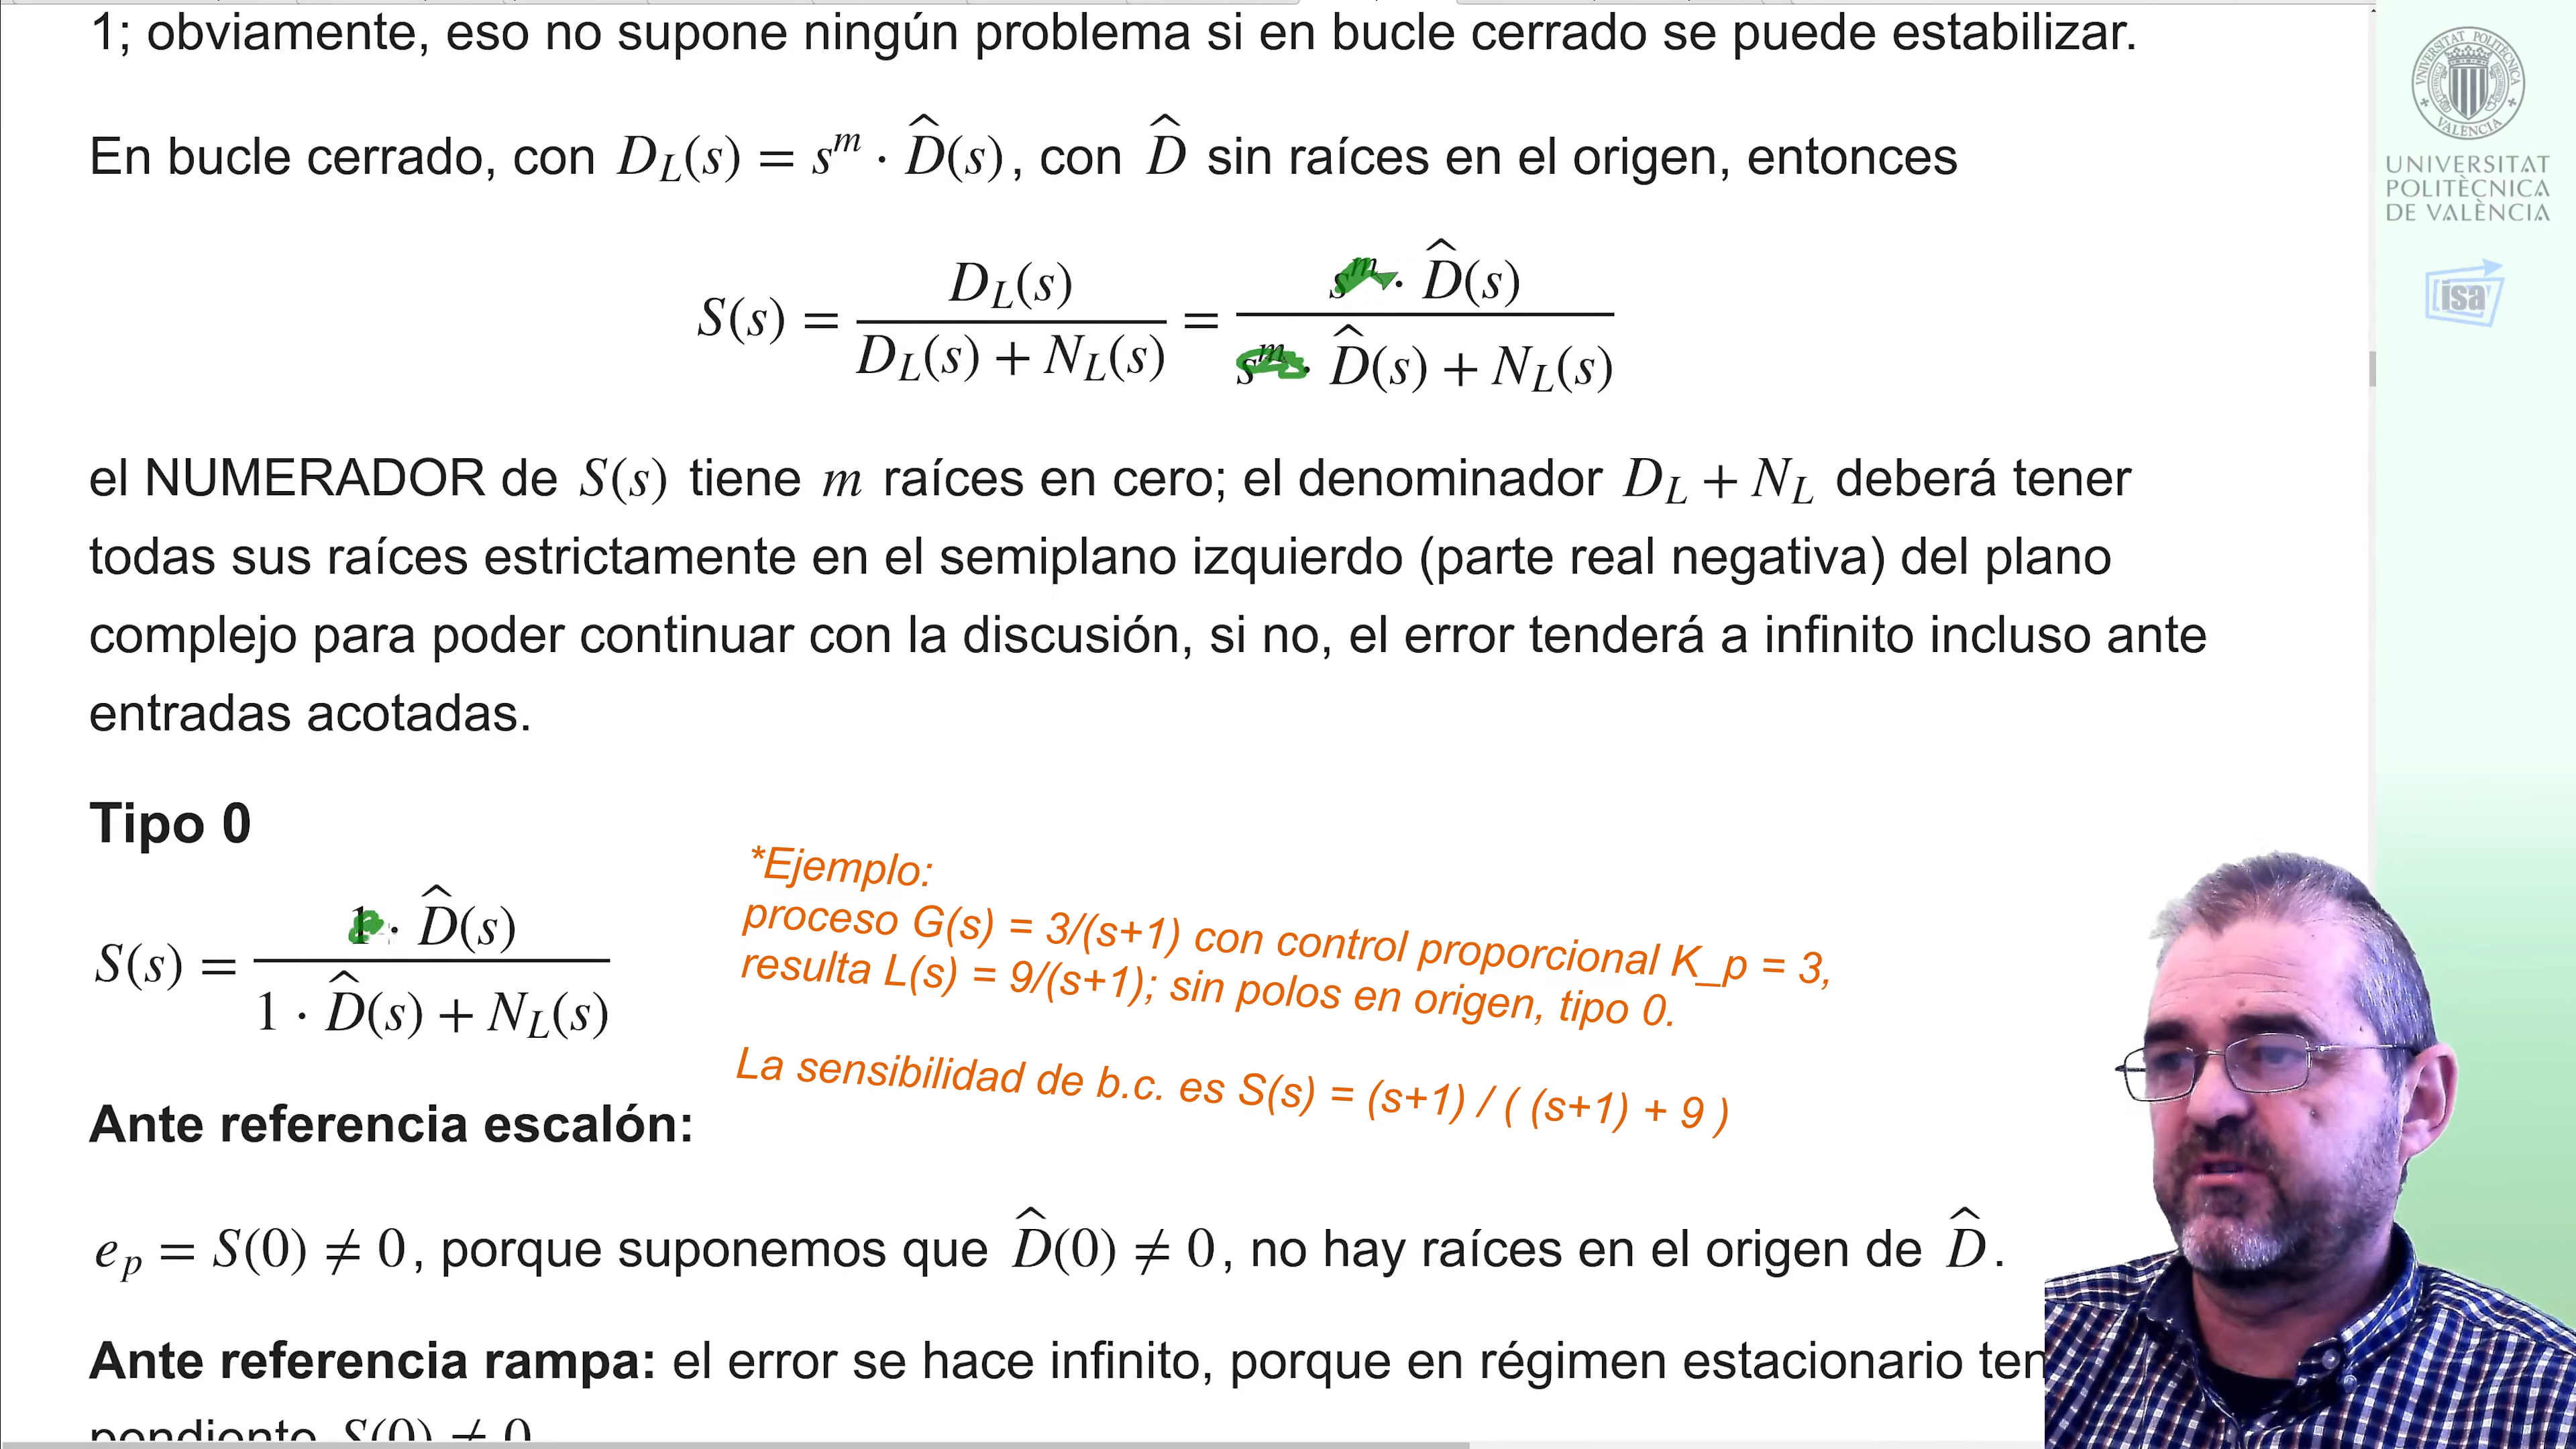 1; obviamente, eso no supone ningún problema si en bucle cerrado se puede estabilizar.
En bucle cerrado, con D_L(s) = s^m · D̂(s), con D̂ sin raíces en el origen, entonces
S(s) = D_L(s) / (D_L(s) + N_L(s)) = s^m · D̂(s) / (s^m · D̂(s) + N_L(s))
el NUMERADOR de S(s) tiene m raíces en cero; el denominador D_L + N_L deberá tener
todas sus raíces estrictamente en el semiplano izquierdo (parte real negativa) del plano
complejo para poder continuar con la discusión, si no, el error tenderá a infinito incluso ante
entradas acotadas.
Tipo 0
S(s) = 1 · D̂(s) / (1 · D̂(s) + N_L(s))
*Ejemplo:
proceso G(s) = 3/(s+1) con control proporcional K_p = 3,
resulta L(s) = 9/(s+1); sin polos en origen, tipo 0.
La sensibilidad de b.c. es S(s) = (s+1) / ( (s+1) + 9 )
Ante referencia escalón:
e_p = S(0) ≠ 0, porque suponemos que D̂(0) ≠ 0, no hay raíces en el origen de D̂.
Ante referencia rampa: el error se hace infinito, porque en régimen estacionario ten
S(0) ≠ 0
UNIVERSITAT POLITÈCNICA
VALÈNCIA
UNIVERSITAT
POLITÈCNICA
DE VALÈNCIA
isa